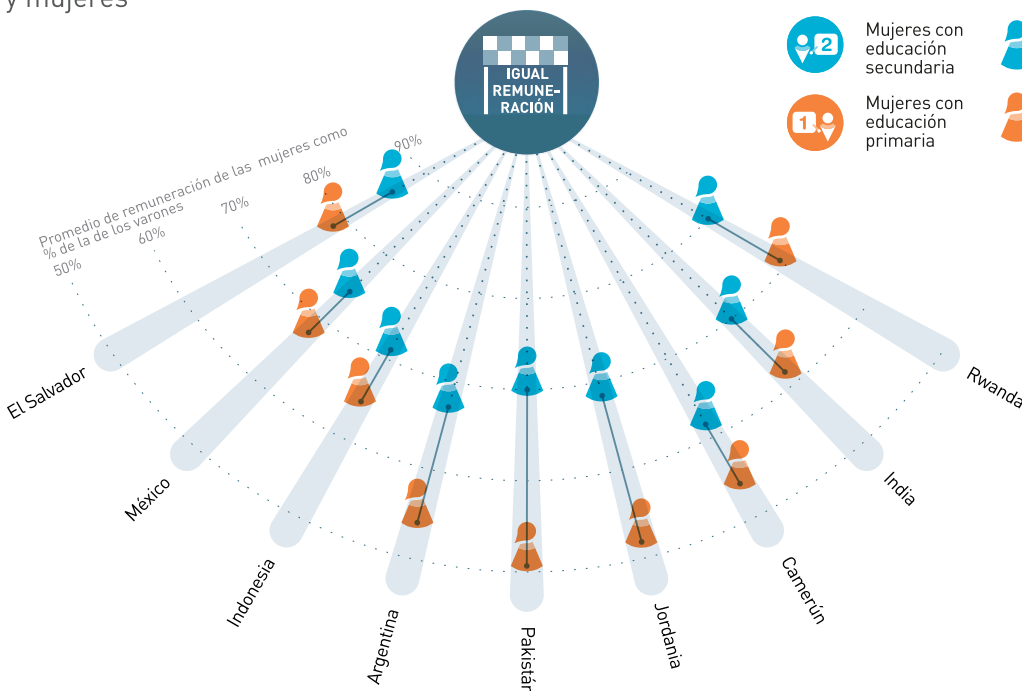 y mujeres
IGUAL
REMUNE-
RACIÓN
2
Mujeres con
educación
secundaria
1
Mujeres con
educación
primaria
Promedio de remuneración de las mujeres como
% de la de los varones
50%
60%
70%
80%
90%
El Salvador
México
Indonesia
Argentina
Pakistán
Jordania
Camerún
India
Rwanda